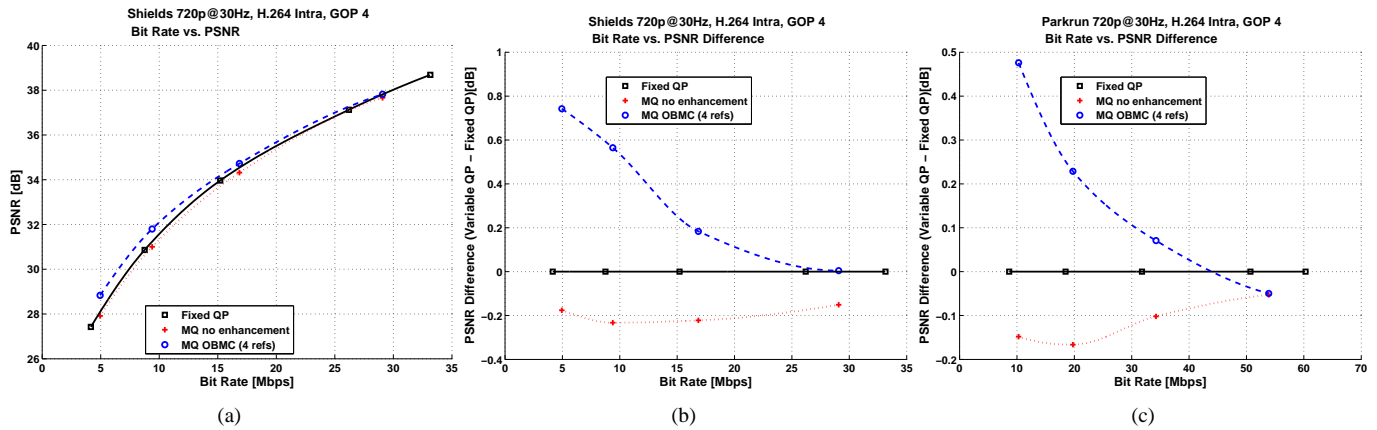 Shields 720p@30Hz, H.264 Intra, GOP 4
Bit Rate vs. PSNR
40
38
36
34
32
30
28
26
PSNR [dB]
Fixed QP
MQ no enhancement
MQ OBMC (4 refs)
0 5 10 15 20 25 30 35
Bit Rate [Mbps]
(a)
Shields 720p@30Hz, H.264 Intra, GOP 4
Bit Rate vs. PSNR Difference
1
0.8
0.6
0.4
0.2
0
−0.2
−0.4
PSNR Difference (Variable QP − Fixed QP)[dB]
Fixed QP
MQ no enhancement
MQ OBMC (4 refs)
0 5 10 15 20 25 30 35
Bit Rate [Mbps]
(b)
Parkrun 720p@30Hz, H.264 Intra, GOP 4
Bit Rate vs. PSNR Difference
0.5
0.4
0.3
0.2
0.1
0
−0.1
−0.2
PSNR Difference (Variable QP − Fixed QP) [dB]
Fixed QP
MQ no enhancement
MQ OBMC (4 refs)
0 10 20 30 40 50 60 70
Bit Rate [Mbps]
(c)